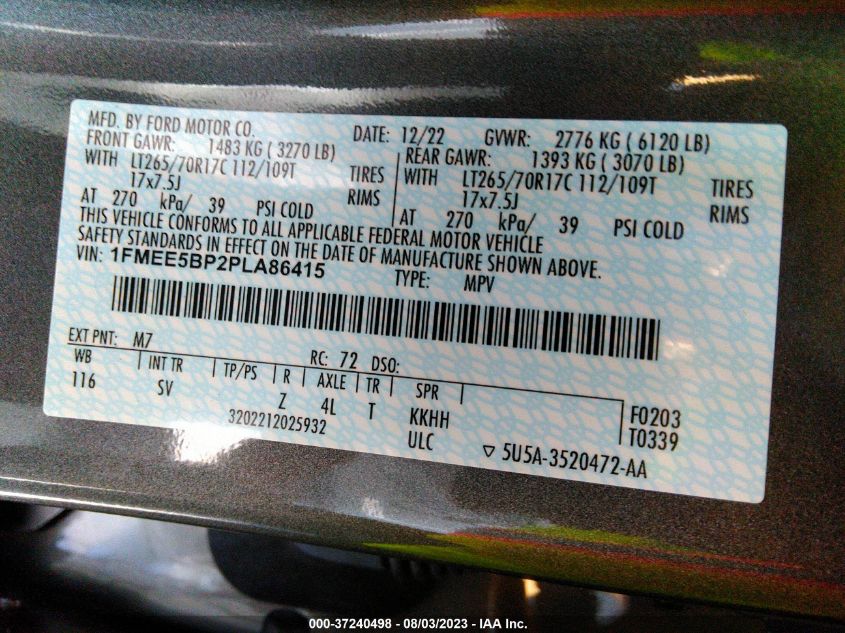 MFD. BY FORD MOTOR CO. DATE: 12/22 GVWR: 2776 KG ( 6120 LB)
FRONT GAWR: 1483 KG ( 3270 LB) REAR GAWR: 1393 KG ( 3070 LB)
WITH LT265/70R17C 112/109T TIRES WITH LT265/70R17C 112/109T TIRES
17x7.5J RIMS 17x7.5J RIMS
AT 270 kPa/ 39 PSI COLD AT 270 kPa/ 39 PSI COLD
THIS VEHICLE CONFORMS TO ALL APPLICABLE FEDERAL MOTOR VEHICLE
SAFETY STANDARDS IN EFFECT ON THE DATE OF MANUFACTURE SHOWN ABOVE.
VIN: 1FMEE5BP2PLA86415 TYPE: MPV
EXT PNT: M7 RC: 72 DSO:
WB INT TR TP/PS R AXLE TR SPR
116 SV Z 4L T KKHH F0203
3202212025932 ULC T0339
▽ 5U5A-3520472-AA
000-37240498 - 08/03/2023 - IAA Inc.